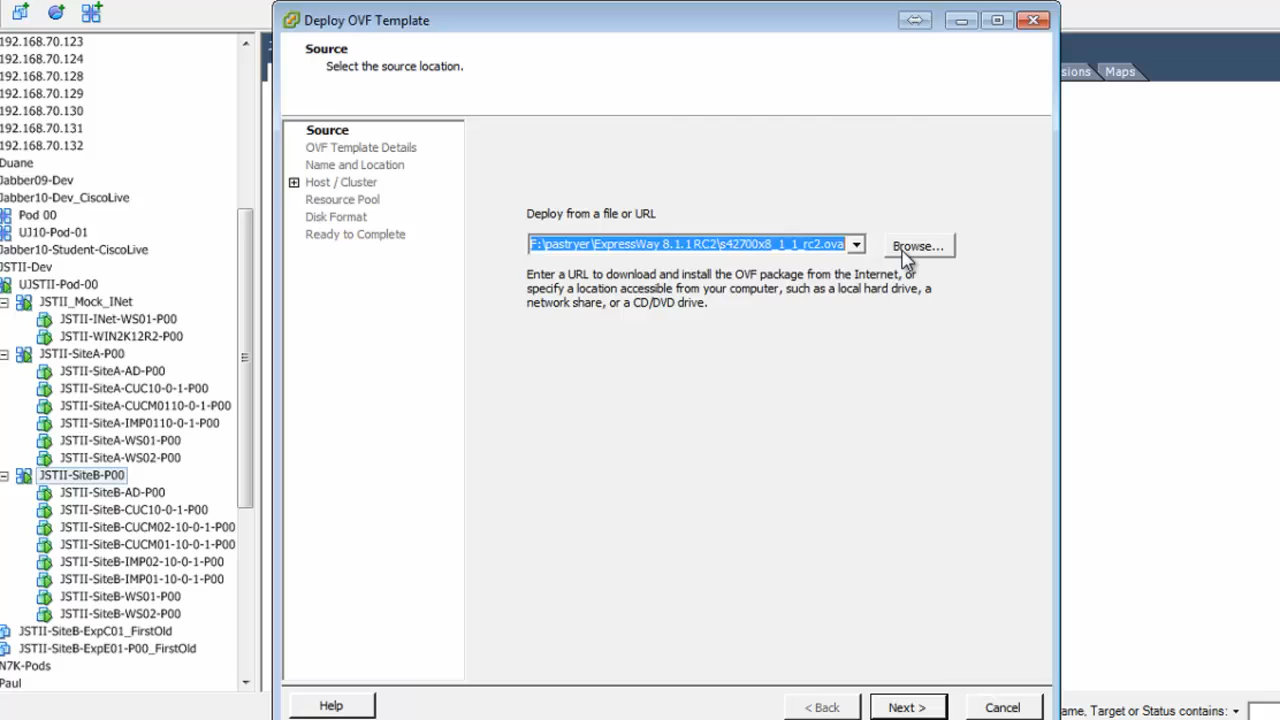 Deploy OVF Template
Source
Select the source location.
192.168.70.123
192.168.70.124
192.168.70.128
192.168.70.129
192.168.70.130
192.168.70.131
192.168.70.132
Duane
Jabber09-Dev
Jabber10-Dev_CiscoLive
Pod 00
UJ10-Pod-01
Jabber10-Student-CiscoLive
JSTII-Dev
UJSTII-Pod-00
JSTII_Mock_INet
JSTII-INet-WS01-P00
JSTII-WIN2K12R2-P00
JSTII-SiteA-P00
JSTII-SiteA-AD-P00
JSTII-SiteA-CUC10-0-1-P00
JSTII-SiteA-CUCM0110-0-1-P00
JSTII-SiteA-IMP0110-0-1-P00
JSTII-SiteA-WS01-P00
JSTII-SiteA-WS02-P00
JSTII-SiteB-P00
JSTII-SiteB-AD-P00
JSTII-SiteB-CUC10-0-1-P00
JSTII-SiteB-CUCM02-10-0-1-P00
JSTII-SiteB-CUCM01-10-0-1-P00
JSTII-SiteB-IMP02-10-0-1-P00
JSTII-SiteB-IMP01-10-0-1-P00
JSTII-SiteB-WS01-P00
JSTII-SiteB-WS02-P00
JSTII-SiteB-ExpC01_FirstOld
JSTII-SiteB-ExpE01-P00_FirstOld
N7K-Pods
Paul
Source
OVF Template Details
Name and Location
Host / Cluster
Resource Pool
Disk Format
Ready to Complete
Deploy from a file or URL
F:\pastryer\ExpressWay 8.1.1 RC2\s42700x8_1_1_rc2.ova
Browse...
Enter a URL to download and install the OVF package from the Internet, or
specify a location accessible from your computer, such as a local hard drive, a
network share, or a CD/DVD drive.
sions
Maps
Help
< Back
Next >
Cancel
ame, Target or Status contains: